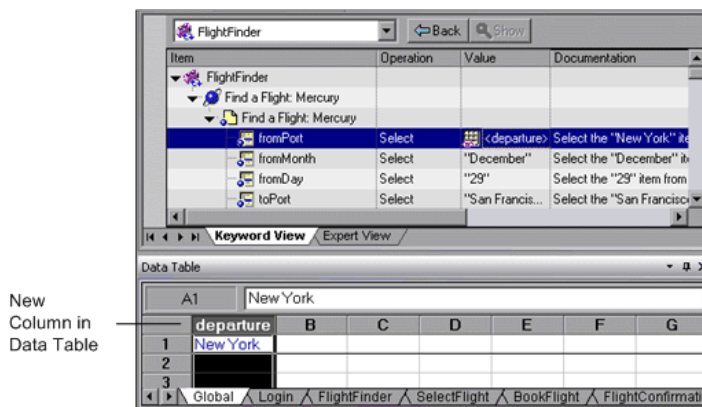 FlightFinder Back Show
Item Operation Value Documentation
FlightFinder
Find a Flight: Mercury
Find a Flight: Mercury
fromPort Select <departure> Select the "New York" ite
fromMonth Select "December" Select the "December" it
fromDay Select "29" Select the "29" item from
toPort Select "San Francis... Select the "San Francisc
Keyword View Expert View
Data Table
A1 New York
New
Column in
Data Table
departure B C D E F G
1 New York
2
3
Global Login FlightFinder SelectFlight BookFlight FlightConfirmati